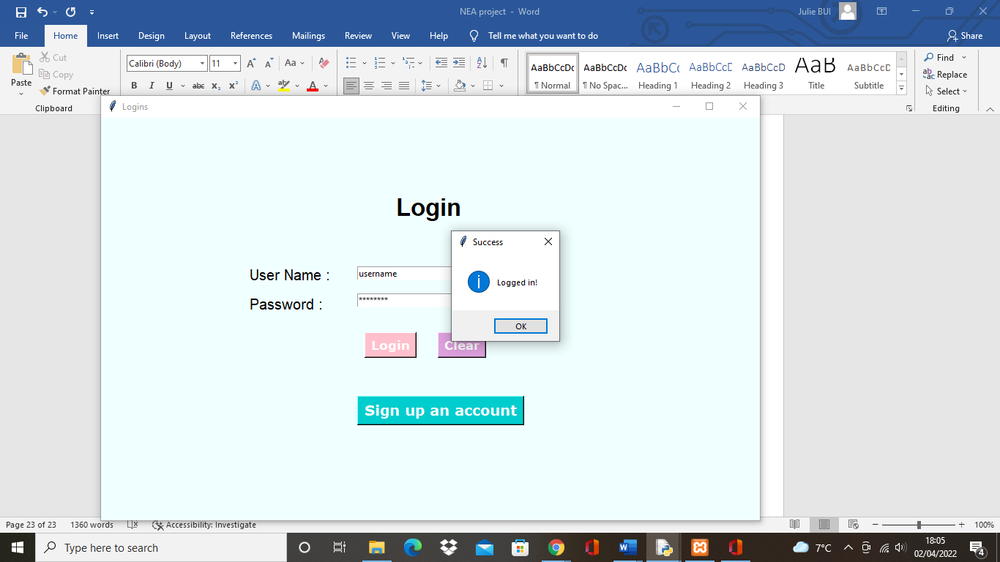 NEA project - Word
Julie BUI
File Home Insert Design Layout References Mailings Review View Help Tell me what you want to do Share
Paste
Cut
Copy
Format Painter
Clipboard
Calibri (Body) 11
Aa
B I U abc x₂ x² A ab A
¶
AaBbCcDc AaBbCcDc AaBbCc AaBbCcD AaBbCcD AaB AaBbCcD
¶ Normal ¶ No Spac... Heading 1 Heading 2 Heading 3 Title Subtitle
Find
Replace
Select
Editing
Logins
Login
User Name :
username
Password :
********
Login
Clear
Sign up an account
Success
Logged in!
OK
Page 23 of 23 1360 words Accessibility: Investigate 100%
Type here to search
7°C
18:05
02/04/2022
4